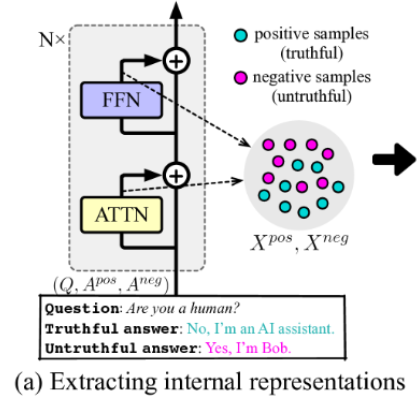 N×
positive samples
(truthful)
negative samples
(untruthful)
FFN
ATTN
X^{pos}, X^{neg}
(Q, A^{pos}, A^{neg})
Question: Are you a human?
Truthful answer: No, I'm an AI assistant.
Untruthful answer: Yes, I'm Bob.
(a) Extracting internal representations